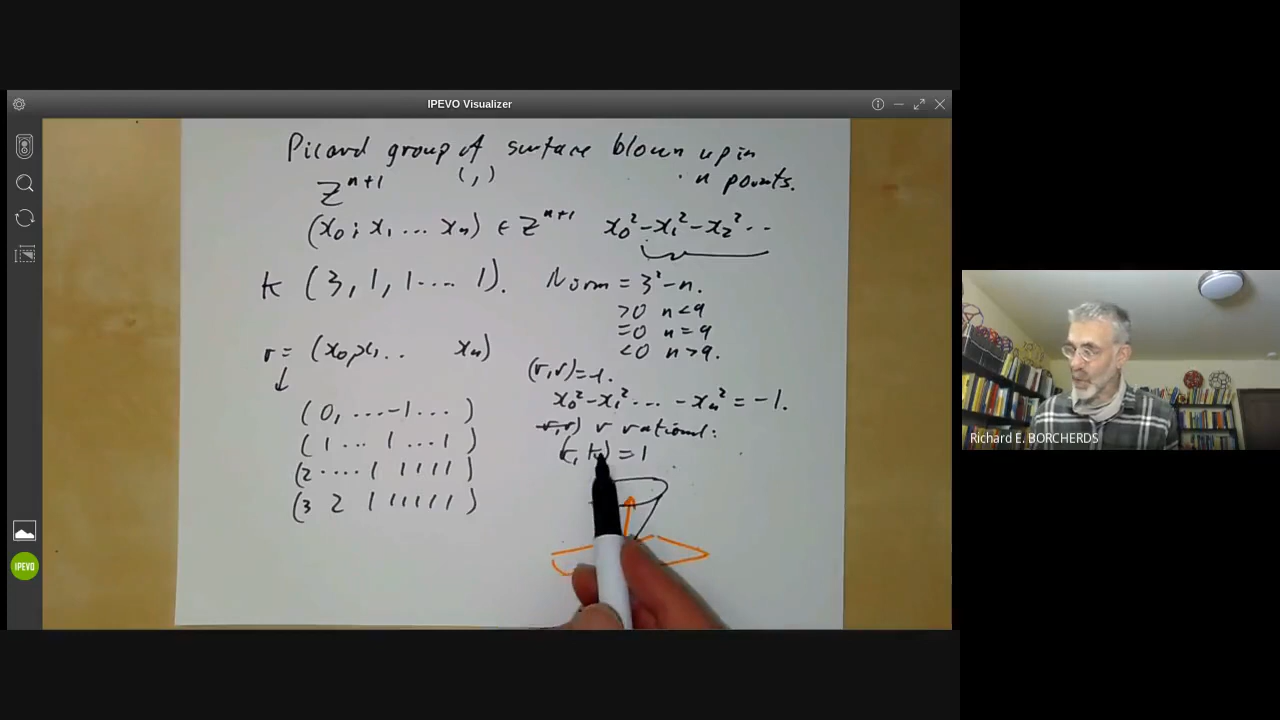 IPEVO Visualizer
Picard group of surface blown up in
Z^{n+1} ( , ) n points.
(x₀; x₁ ... xₙ) ∈ Z^{n+1} x₀² - x₁² - x₂² ...
k (3, 1, 1, 1 .... 1). Norm = 3² - n.
>0 n<9
=0 n=9
<0 n>9.
r = (x₀, x₁ .. xₙ)
(r, r) = -1.
x₀² - x₁² ... - xₙ² = -1.
(0, ... -1 ... )
r rational:
(1 ... 1 ... 1)
(r, k) = 1
(2 .... 1 1 1 1 1)
(3 2 1 1 1 1 1 1)
Richard E. BORCHERDS
IPEVO